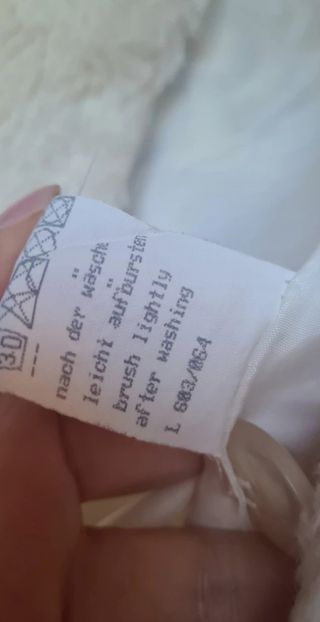 30
nach der wäsche
leicht aufbürsten
brush lightly
after washing
L 603/064